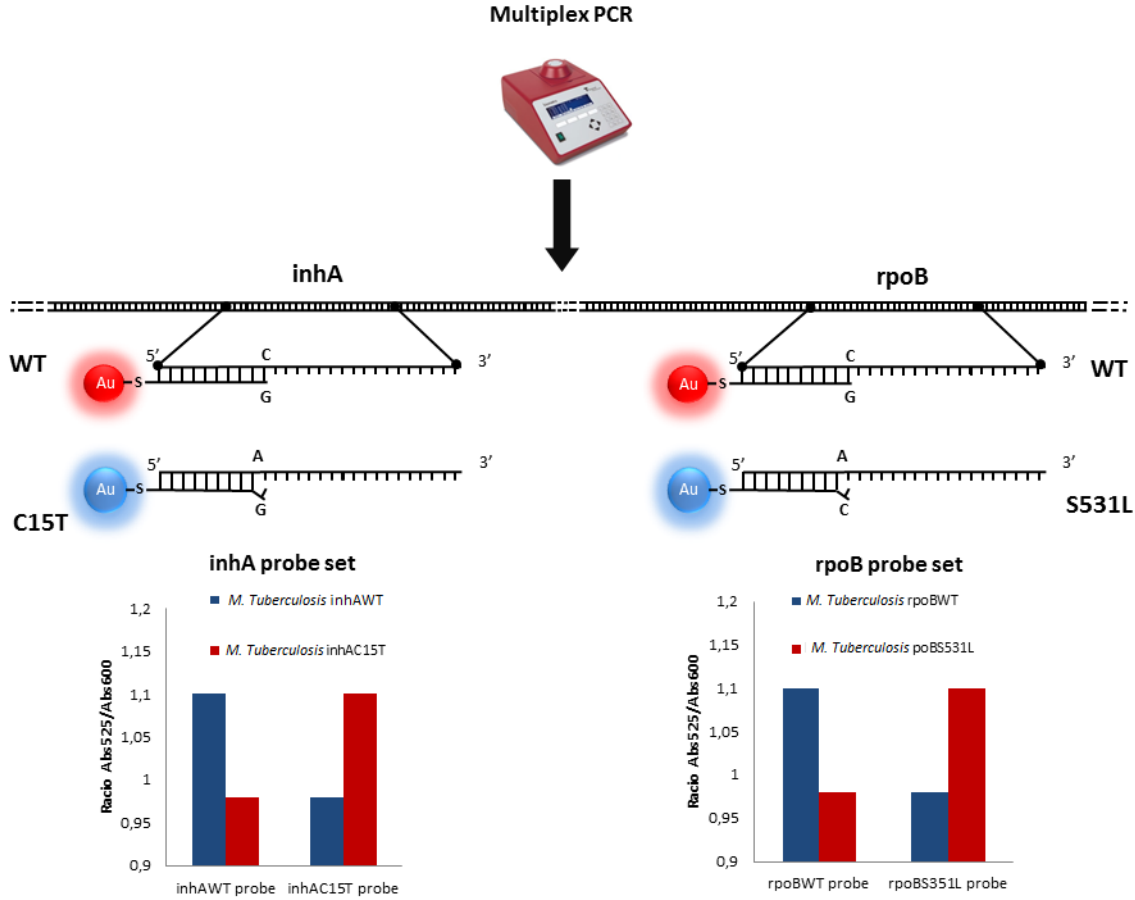 Multiplex PCR
inhA
rpoB
WT
5’
C
3’
Au
S
G
5’
C
3’
WT
Au
S
G
5’
A
3’
Au
S
G
C15T
5’
A
3’
Au
S
C
S531L
inhA probe set
M. Tuberculosis inhAWT
M. Tuberculosis inhAC15T
Racio Abs525/Abs600
1,2
1,15
1,1
1,05
1
0,95
0,9
inhAWT probe
inhAC15T probe
rpoB probe set
M. Tuberculosis rpoBWT
M. Tuberculosis poBS531L
Racio Abs525/Abs600
1,2
1,15
1,1
1,05
1
0,95
0,9
rpoBWT probe
rpoBS351L probe